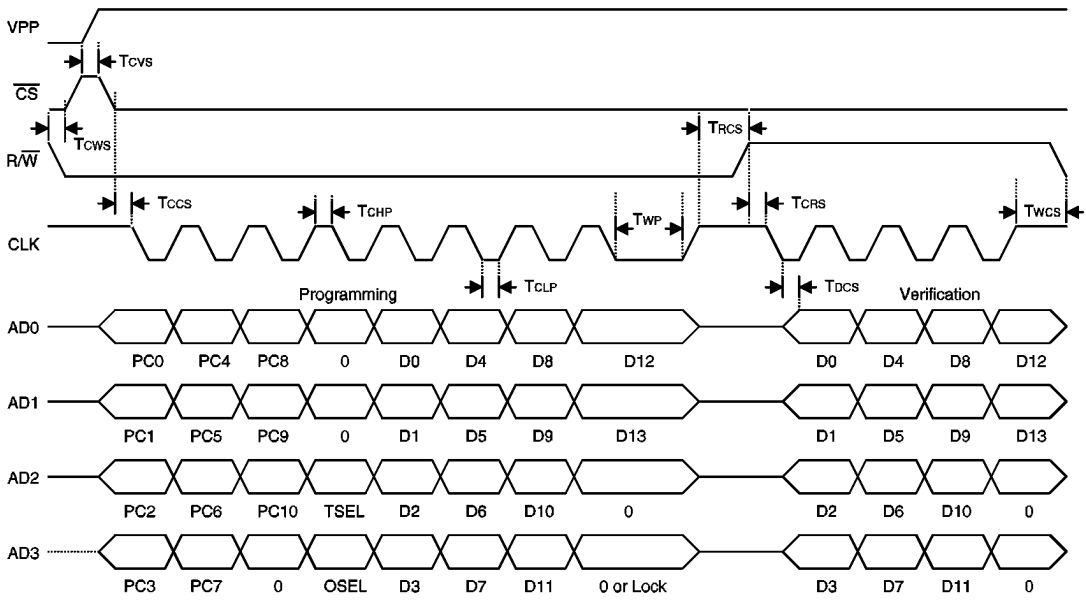 VPP
TCVS
CS
TCWS
TRCS
R/W
TCCS
TCHP
TWP
TCRS
TWCS
CLK
TCLP
TDCS
Programming
Verification
AD0
PC0 PC4 PC8 0 D0 D4 D8 D12 D0 D4 D8 D12
AD1
PC1 PC5 PC9 0 D1 D5 D9 D13 D1 D5 D9 D13
AD2
PC2 PC6 PC10 TSEL D2 D6 D10 0 D2 D6 D10 0
AD3
PC3 PC7 0 OSEL D3 D7 D11 0 or Lock D3 D7 D11 0